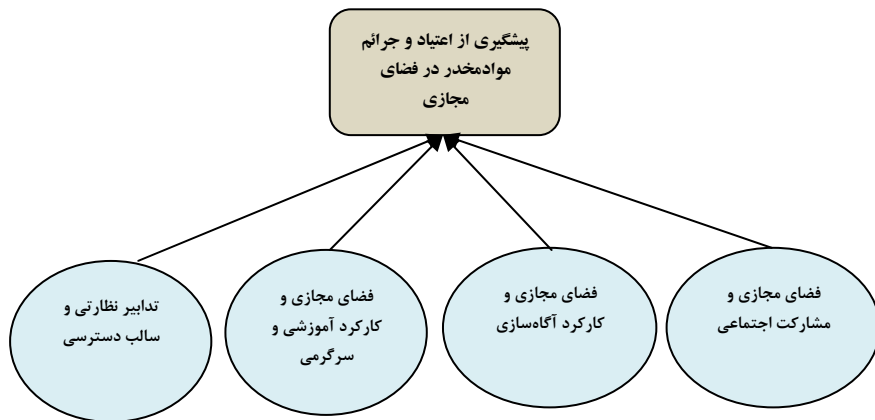 پیشگیری از اعتیاد و جرائم
موادمخدر در فضای
مجازی
فضای مجازی و
مشارکت اجتماعی
فضای مجازی و
کارکرد آگاه‌سازی
فضای مجازی و
کارکرد آموزشی و
سرگرمی
تدابیر نظارتی و
سالب دسترسی